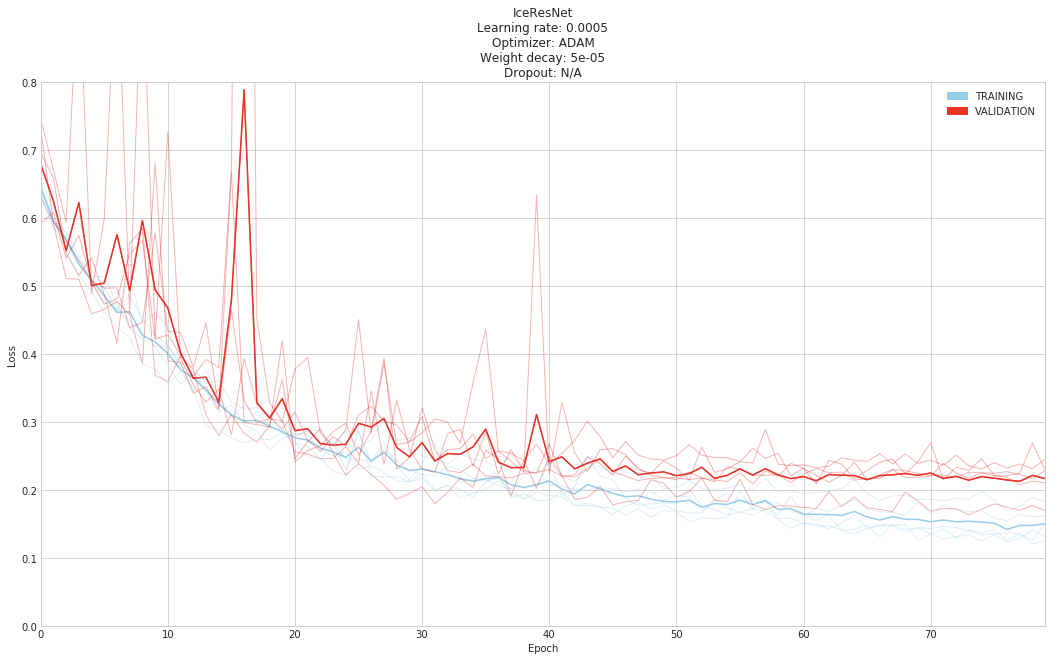 IceResNet
Learning rate: 0.0005
Optimizer: ADAM
Weight decay: 5e-05
Dropout: N/A
TRAINING
VALIDATION
0.8
0.7
0.6
0.5
0.4
0.3
0.2
0.1
0.0
Loss
0 10 20 30 40 50 60 70
Epoch